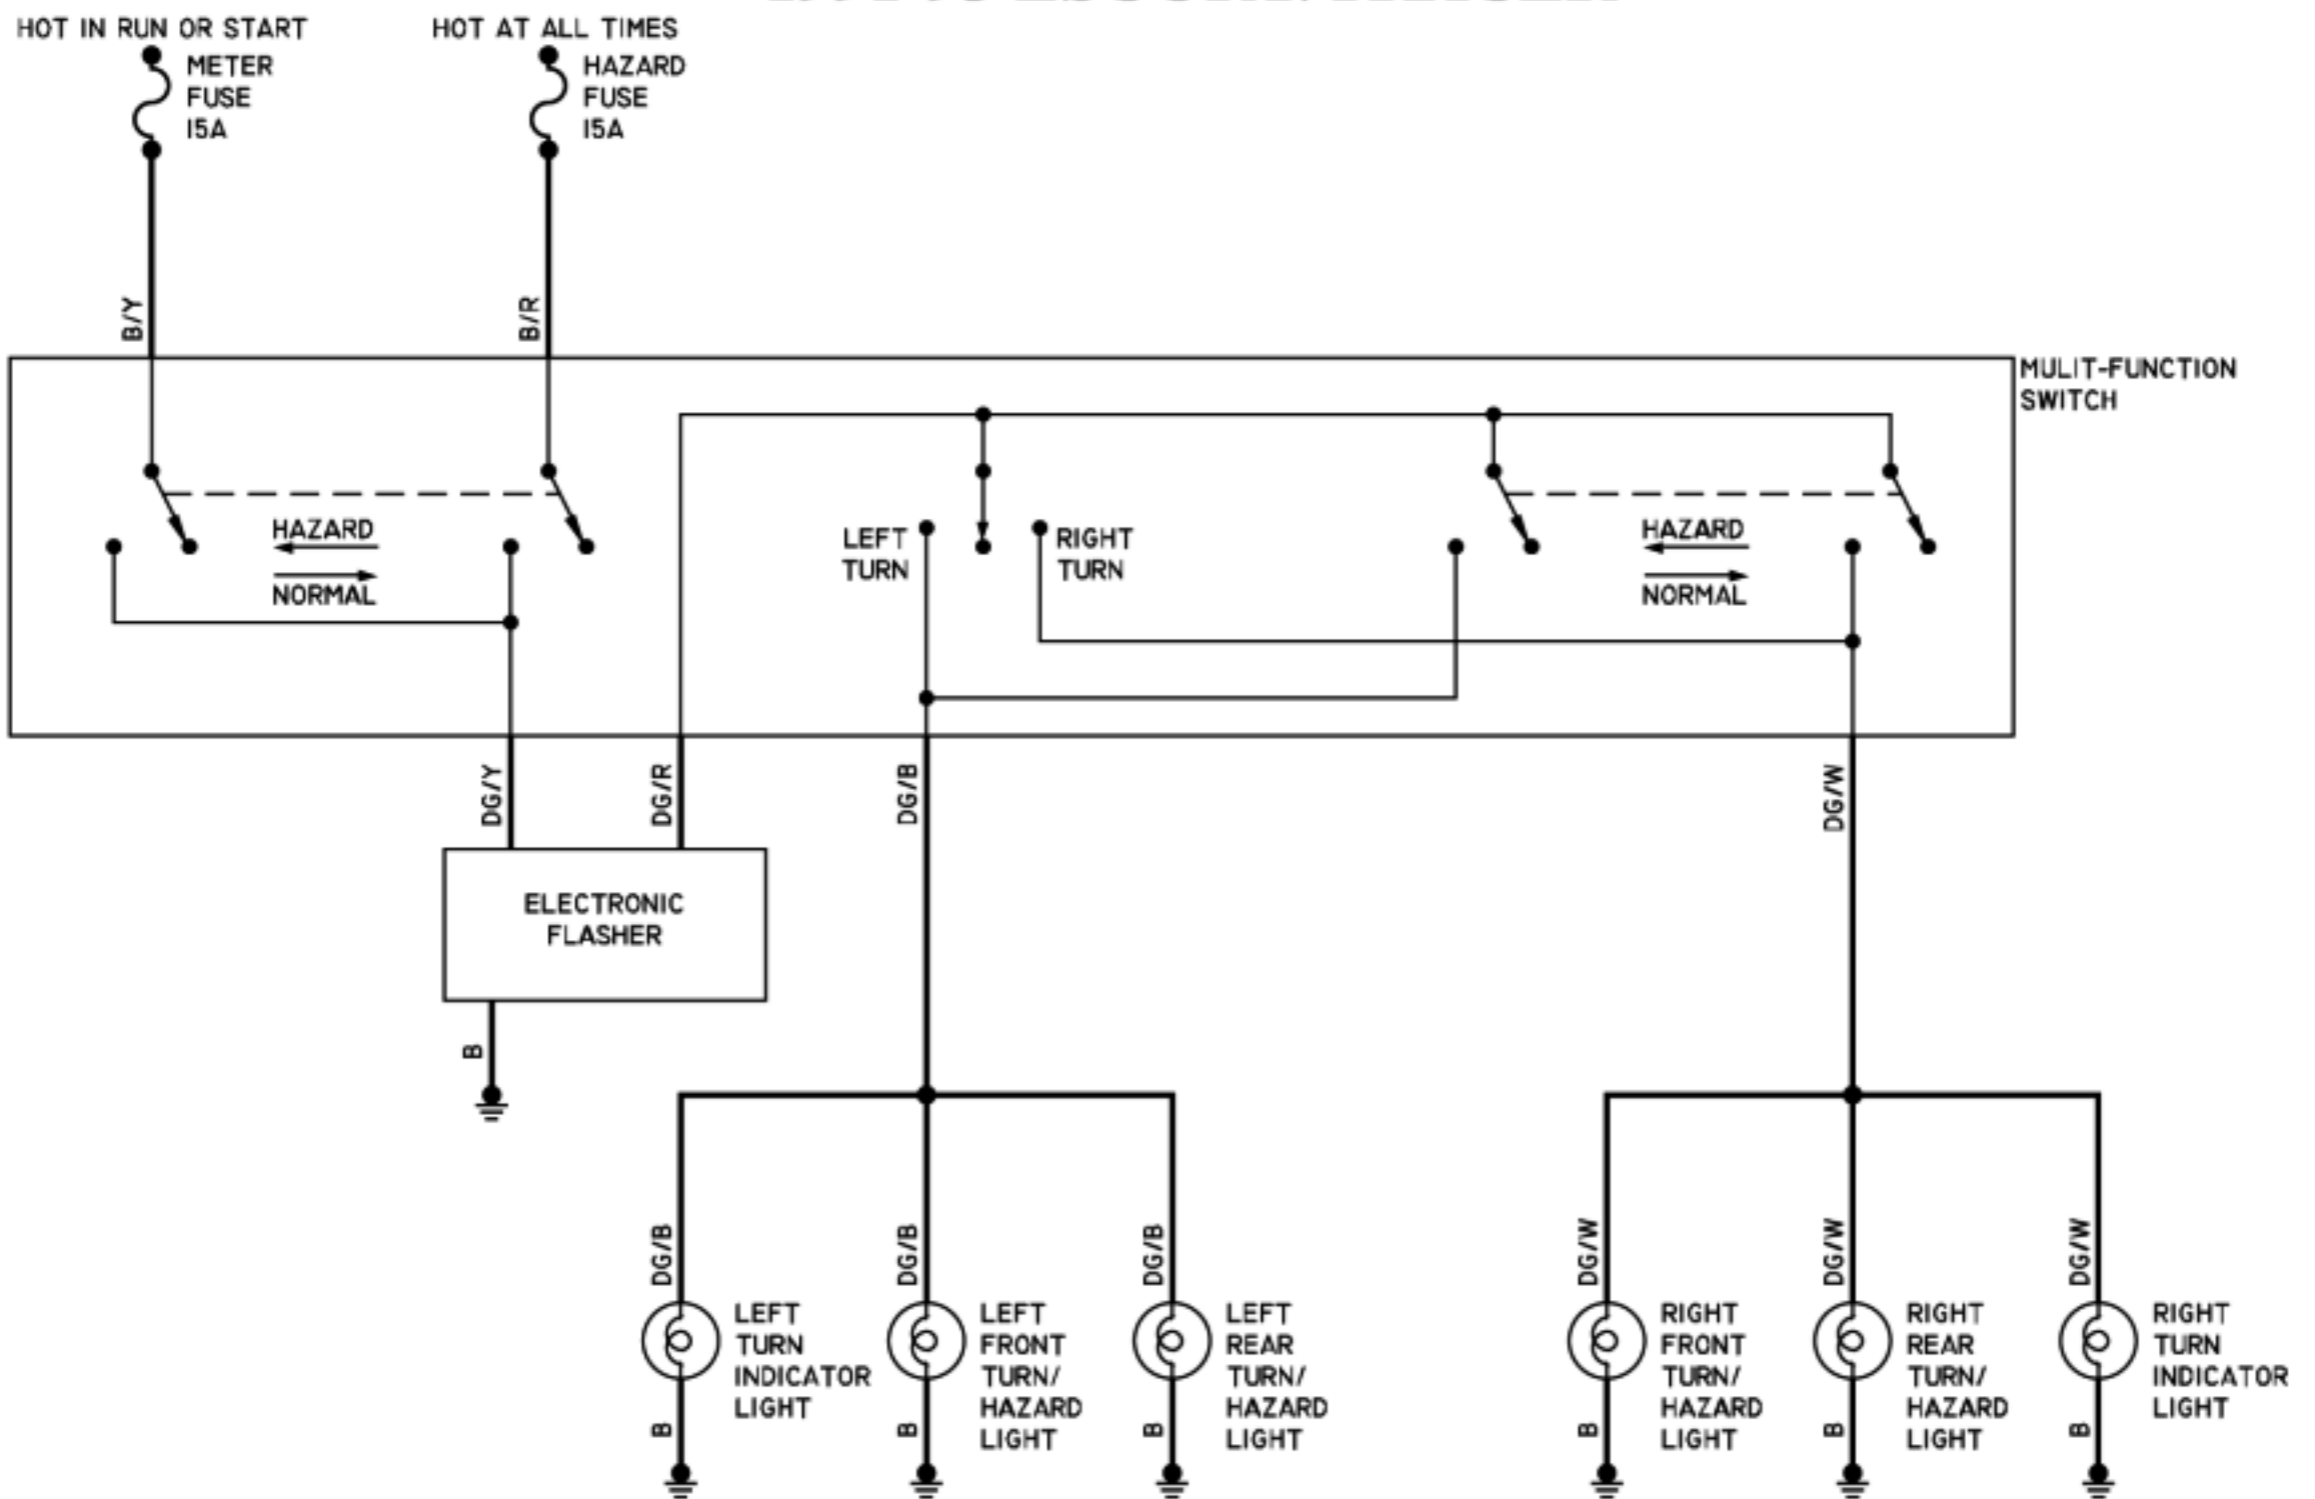 HOT IN RUN OR START
METER
FUSE
15A
HOT AT ALL TIMES
HAZARD
FUSE
15A
B/Y
B/R
MULIT-FUNCTION
SWITCH
HAZARD
NORMAL
LEFT
TURN
RIGHT
TURN
HAZARD
NORMAL
DG/Y
DG/R
DG/B
DG/W
ELECTRONIC
FLASHER
B
DG/B
DG/B
DG/B
DG/W
DG/W
DG/W
LEFT
TURN
INDICATOR
LIGHT
LEFT
FRONT
TURN/
HAZARD
LIGHT
LEFT
REAR
TURN/
HAZARD
LIGHT
RIGHT
FRONT
TURN/
HAZARD
LIGHT
RIGHT
REAR
TURN/
HAZARD
LIGHT
RIGHT
TURN
INDICATOR
LIGHT
B
B
B
B
B
B